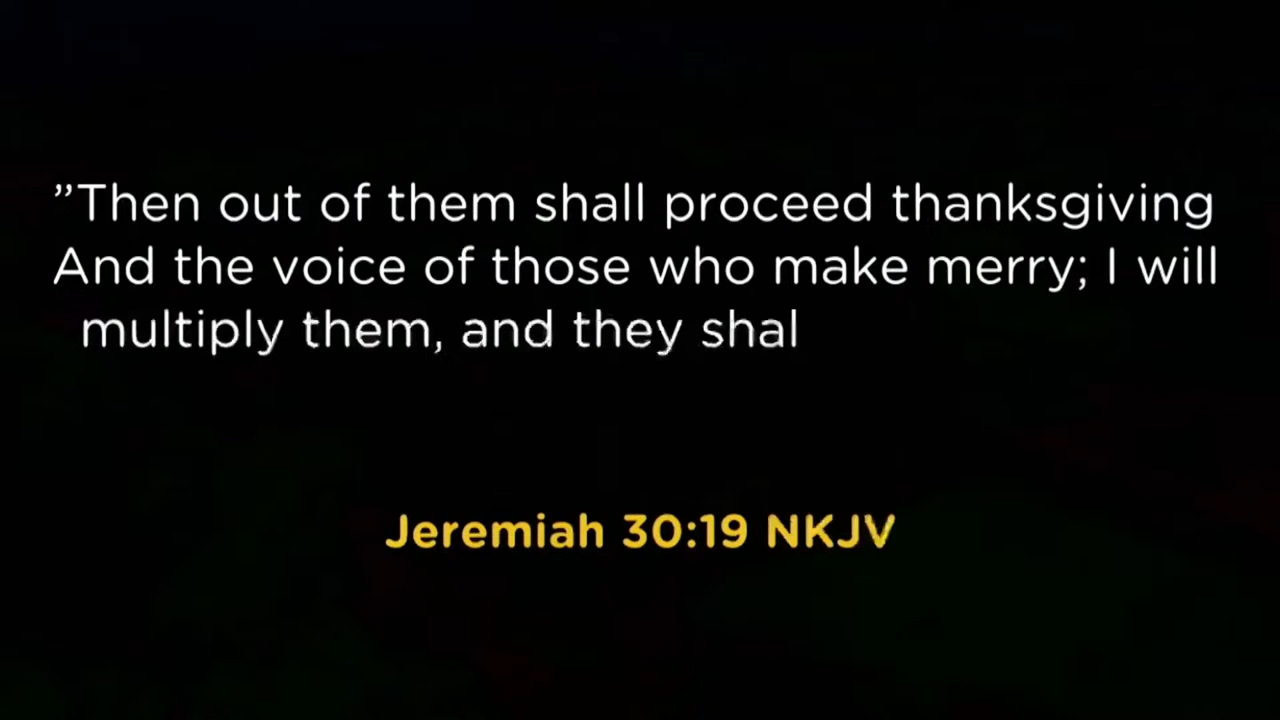 ”Then out of them shall proceed thanksgiving
And the voice of those who make merry; I will
multiply them, and they shal
Jeremiah 30:19 NKJV